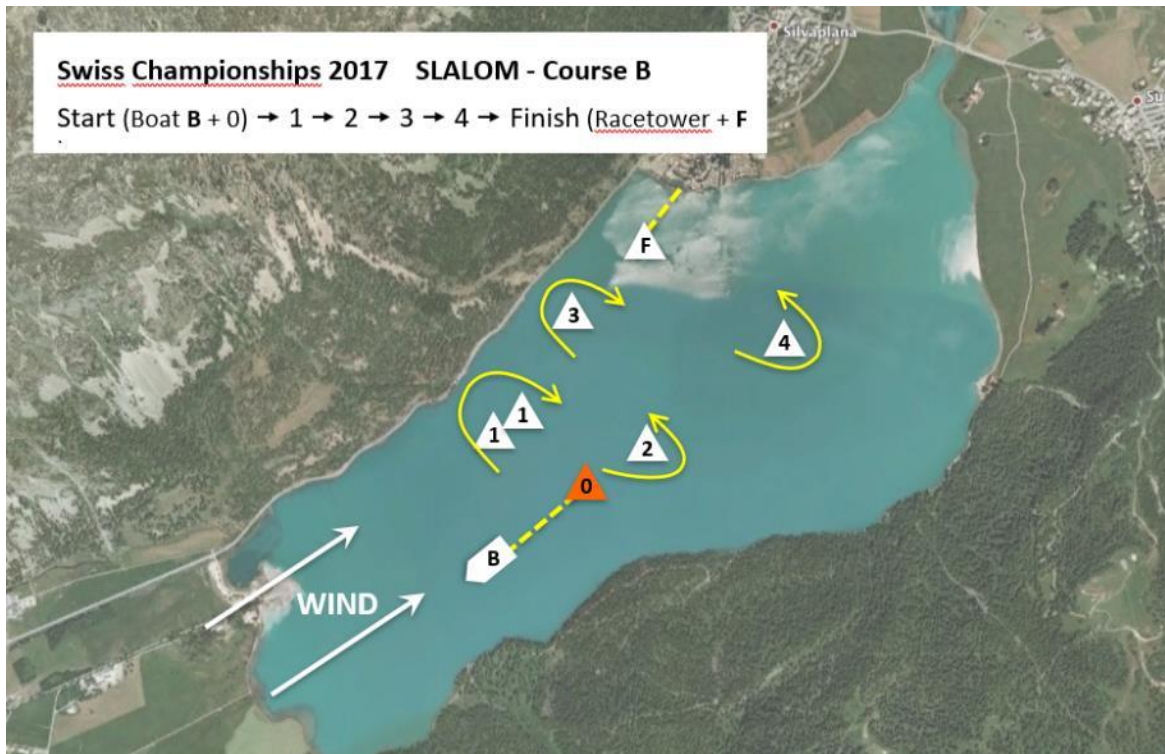 Swiss Championships 2017 SLALOM - Course B
Start (Boat B + 0) → 1 → 2 → 3 → 4 → Finish (Racetower + F
.
Silvaplana
Su
F
3
4
1
1
2
0
B
WIND